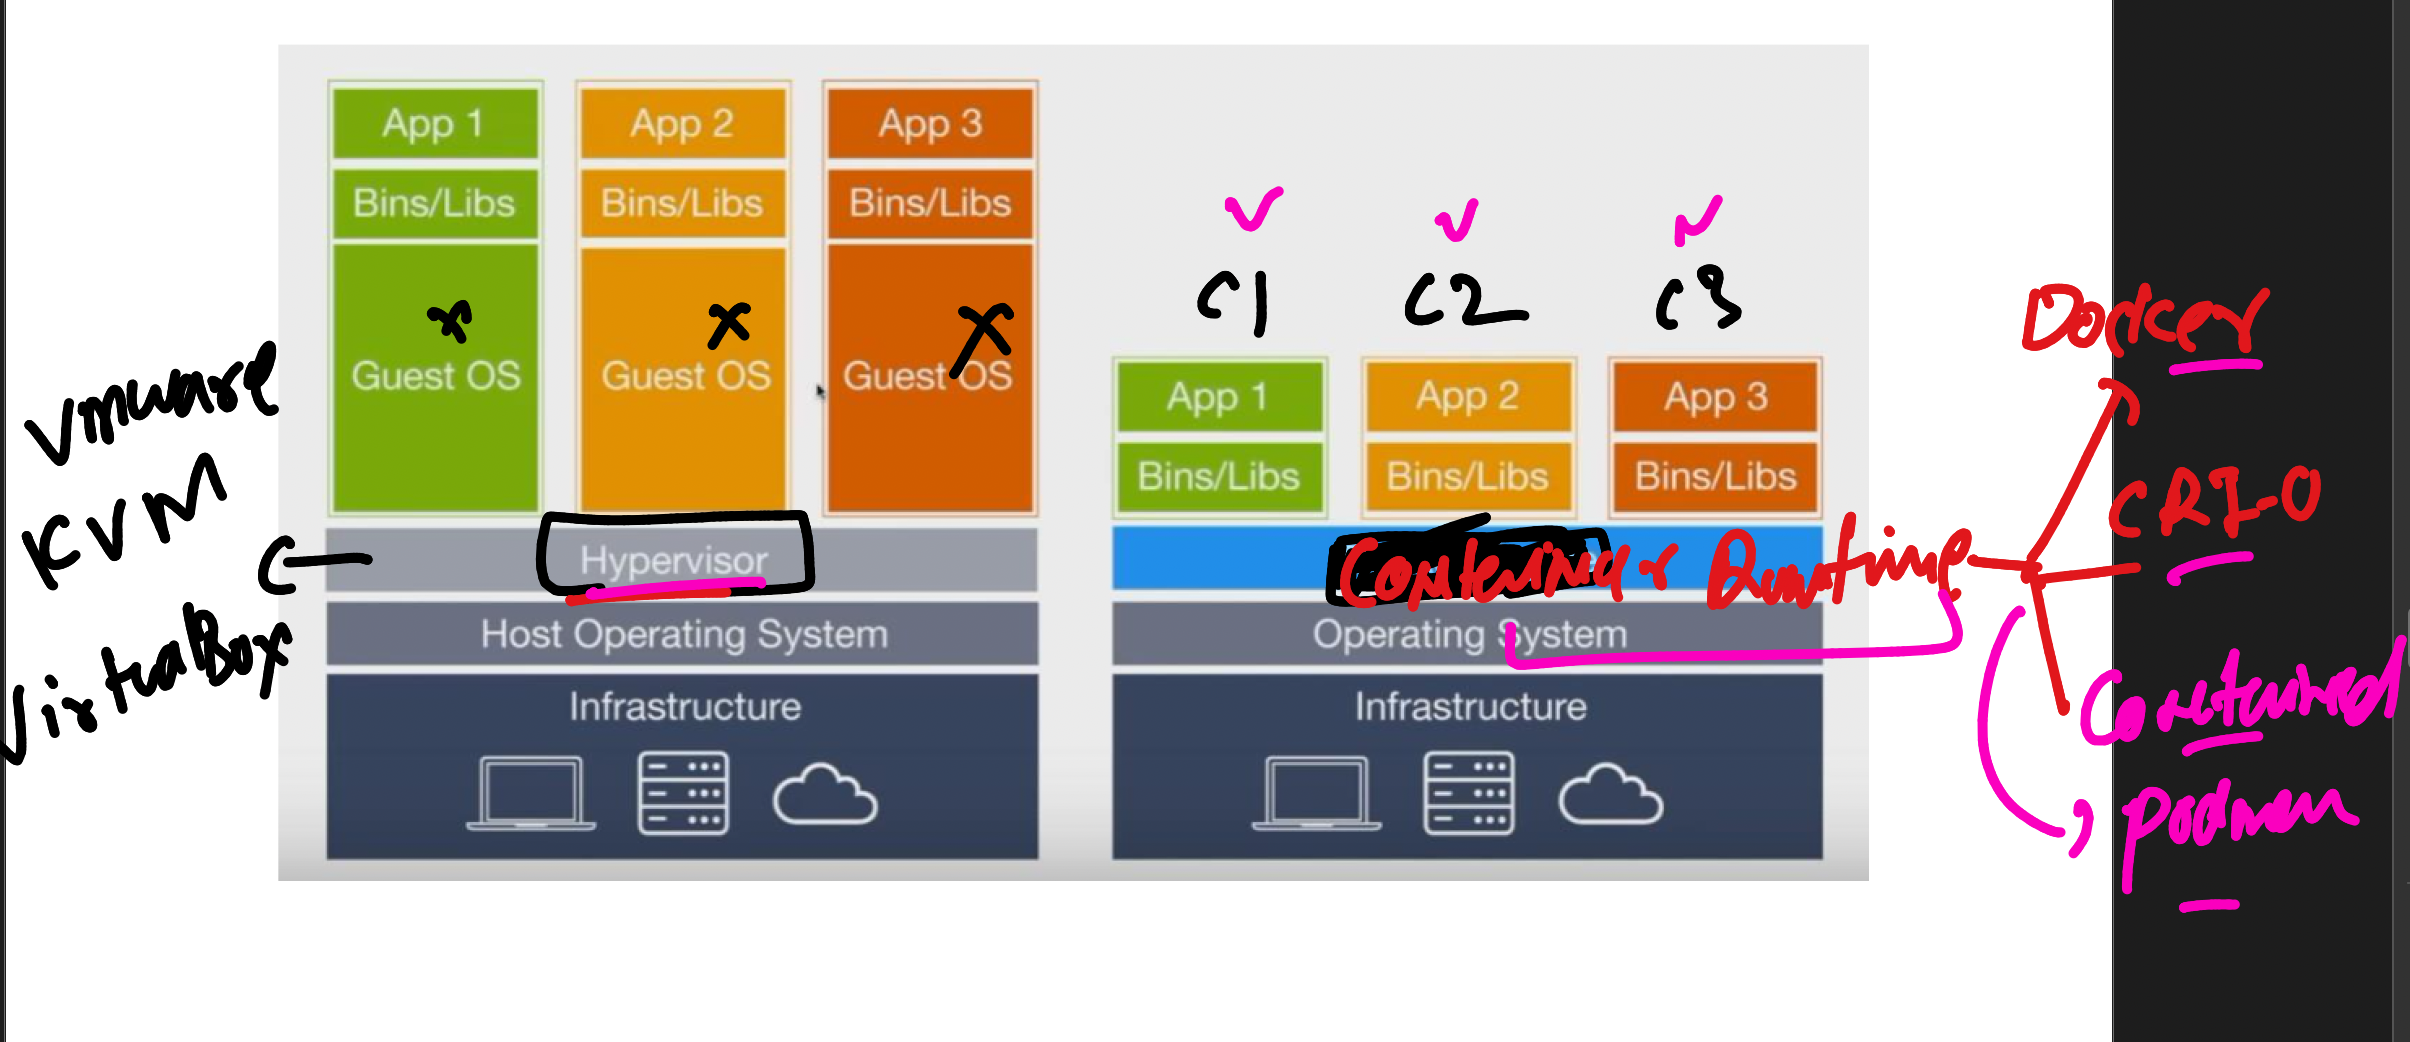 App 1
App 2
App 3
Bins/Libs
Bins/Libs
Bins/Libs
Guest OS
Guest OS
Guest OS
Hypervisor
Host Operating System
Infrastructure
Vmware
KVM
VirtualBox
C1
C2
C3
App 1
App 2
App 3
Bins/Libs
Bins/Libs
Bins/Libs
Container Runtime
Operating System
Infrastructure
Docker
CRI-O
Containerd
Podman